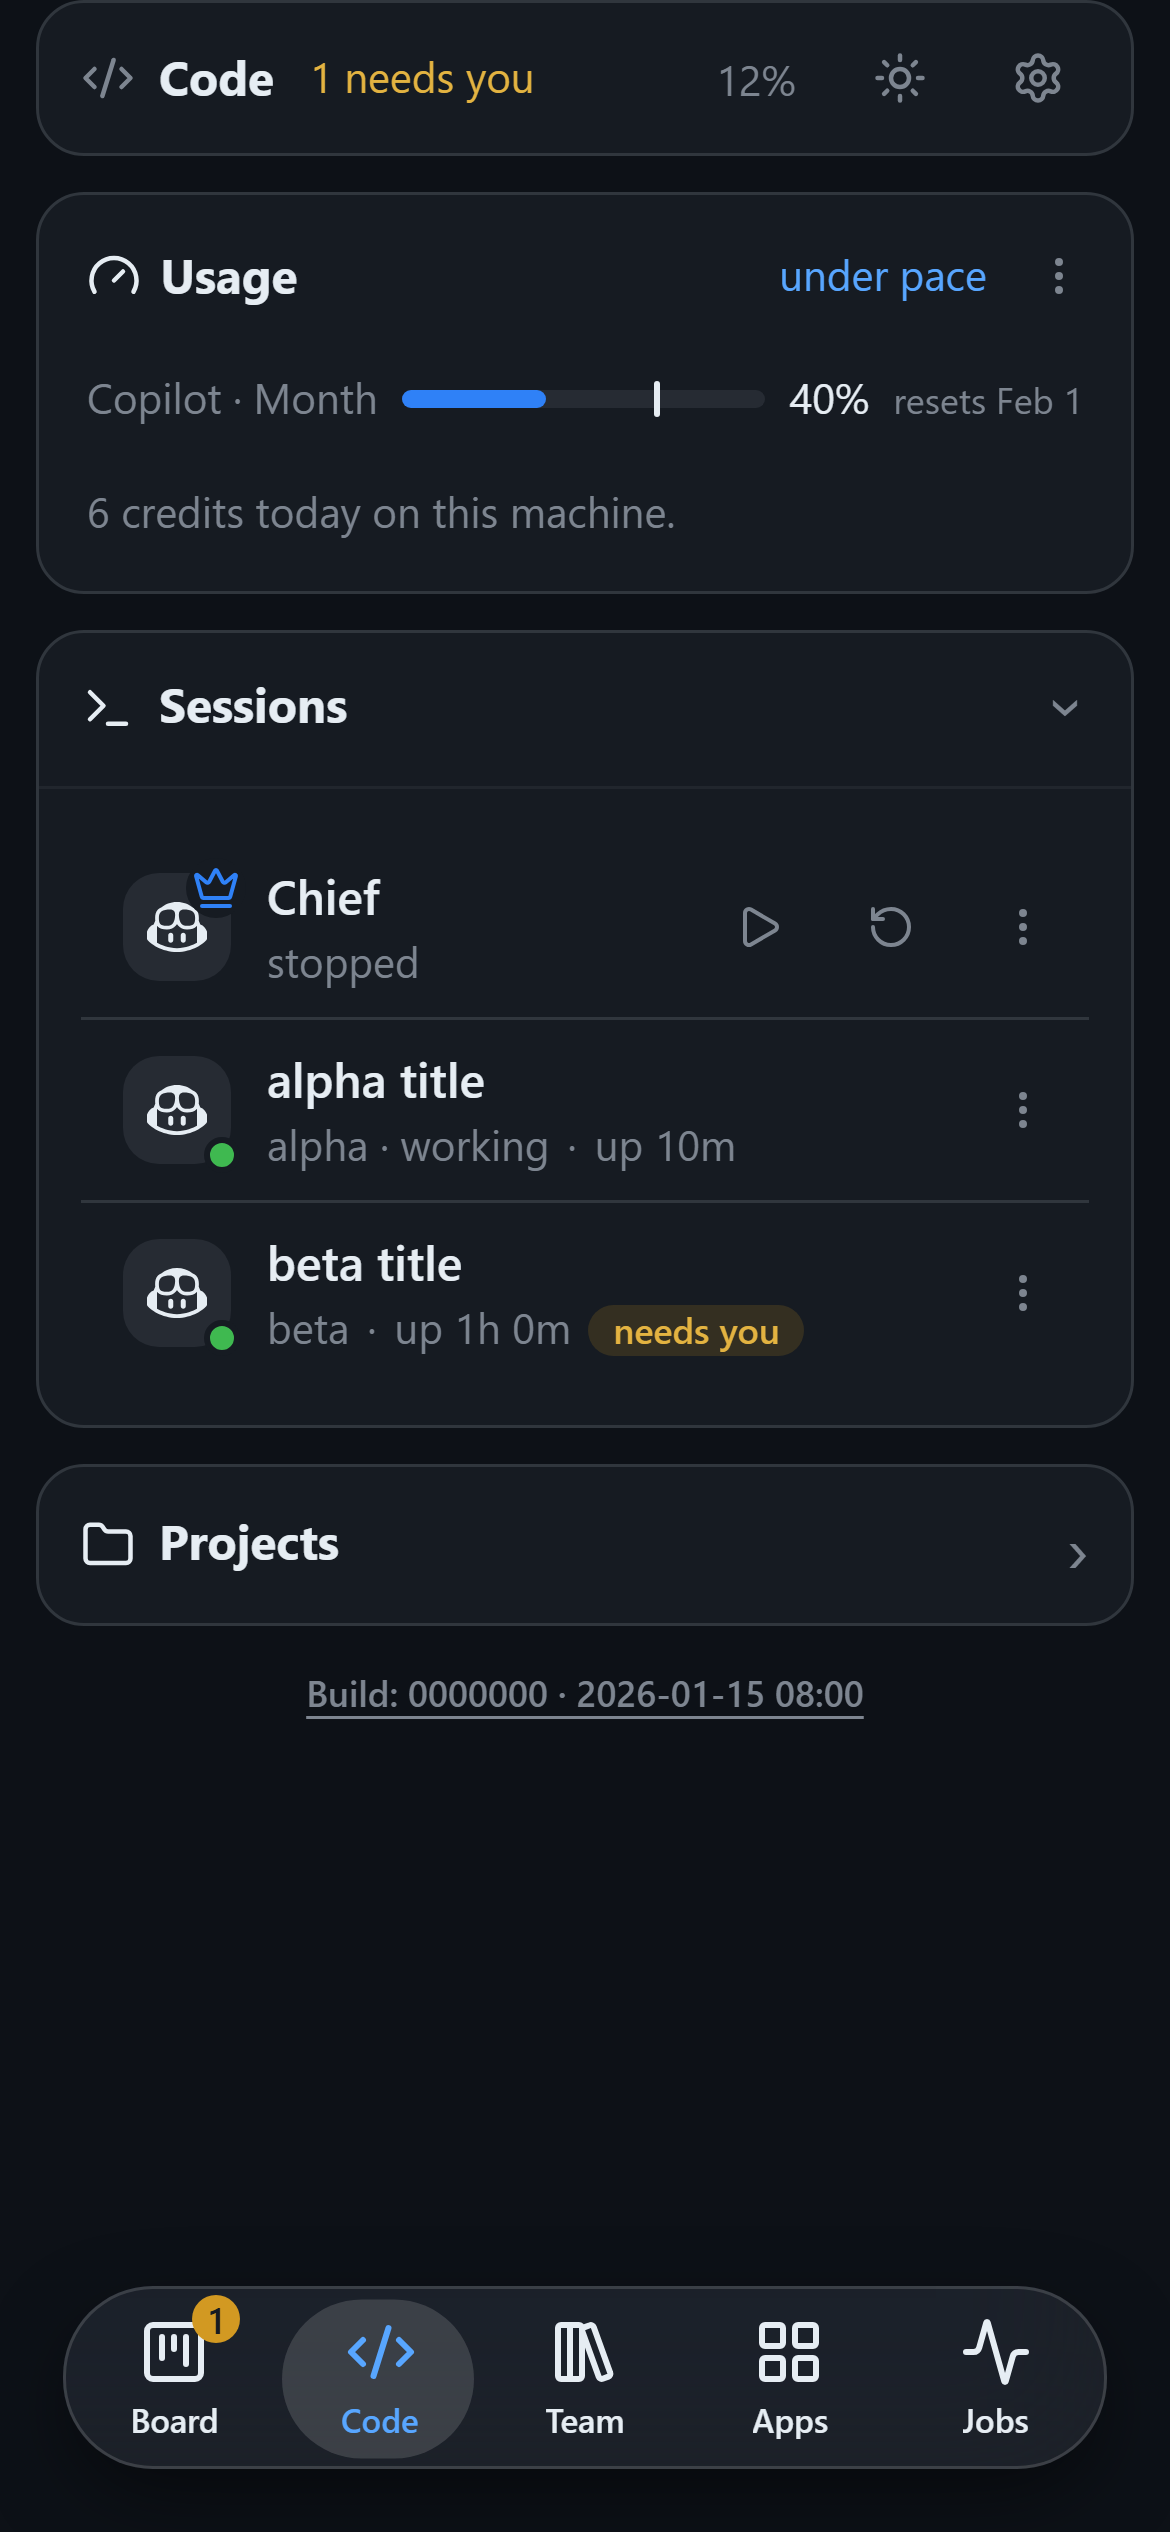 Code 1 needs you 12%
Usage under pace
Copilot · Month 40% resets Feb 1
6 credits today on this machine.
Sessions
Chief
stopped
alpha title
alpha · working · up 10m
beta title
beta · up 1h 0m needs you
Projects
Build: 0000000 · 2026-01-15 08:00
1
Board Code Team Apps Jobs